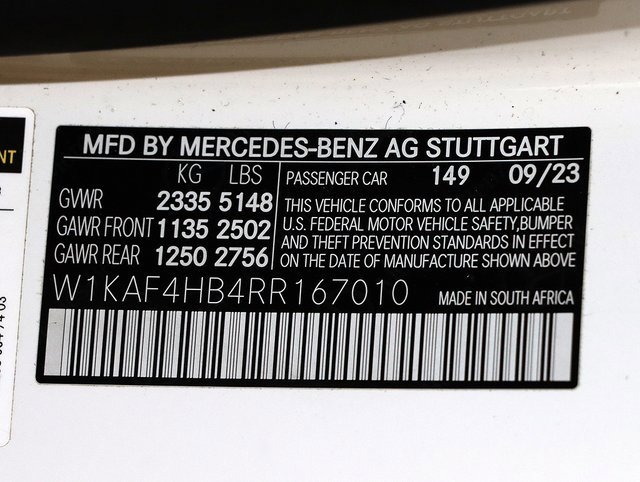 MFD BY MERCEDES-BENZ AG STUTTGART
KG LBS
GVWR 2335 5148
GAWR FRONT 1135 2502
GAWR REAR 1250 2756
PASSENGER CAR 149 09/23
THIS VEHICLE CONFORMS TO ALL APPLICABLE
U.S. FEDERAL MOTOR VEHICLE SAFETY,BUMPER
AND THEFT PREVENTION STANDARDS IN EFFECT
ON THE DATE OF MANUFACTURE SHOWN ABOVE
W1KAF4HB4RR167010 MADE IN SOUTH AFRICA
NT